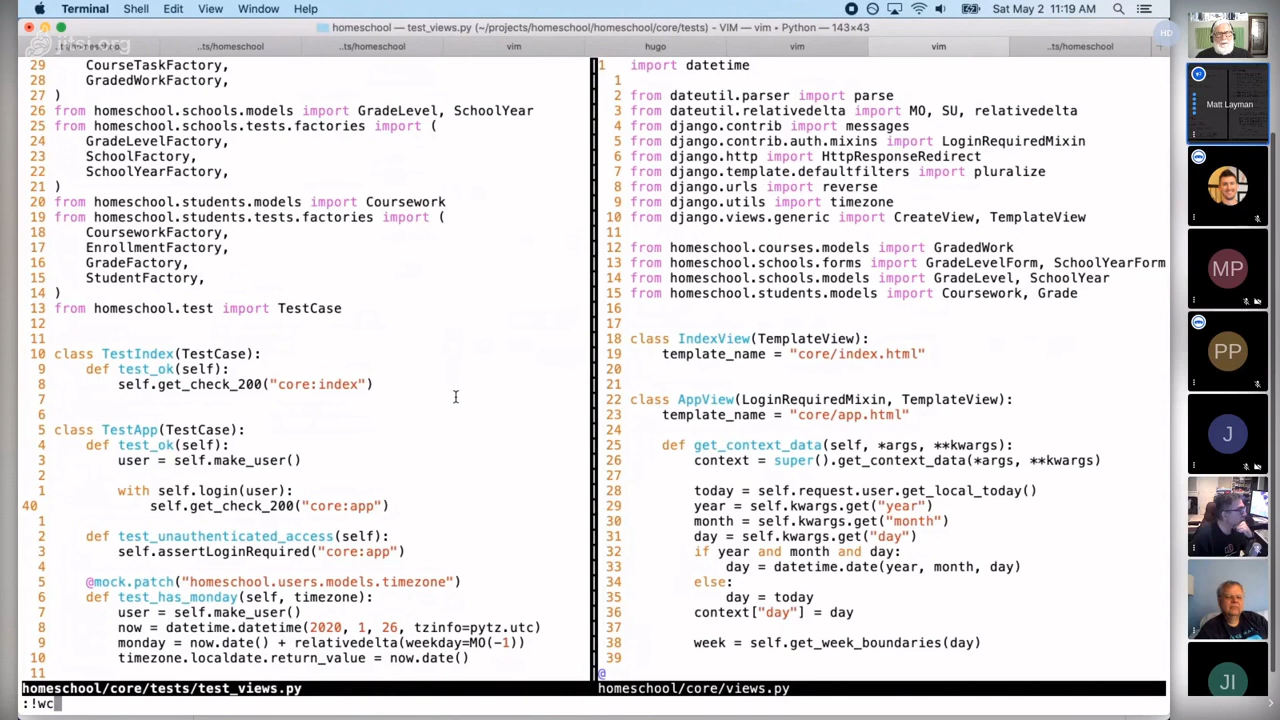 Terminal Shell Edit View Window Help Sat May 2 11:19 AM
homeschool — test_views.py (~/projects/homeschool/homeschool/core/tests) - VIM — vim • Python — 143×43
jitsi.org
..ts/homeschool ..ts/homeschool vim hugo vim vim ..ts/homeschool
29 CourseTaskFactory,
28 GradedWorkFactory,
27 )
26 from homeschool.schools.models import GradeLevel, SchoolYear
25 from homeschool.schools.tests.factories import (
24 GradeLevelFactory,
23 SchoolFactory,
22 SchoolYearFactory,
21 )
20 from homeschool.students.models import Coursework
19 from homeschool.students.tests.factories import (
18 CourseworkFactory,
17 EnrollmentFactory,
16 GradeFactory,
15 StudentFactory,
14 )
13 from homeschool.test import TestCase
12
11
10 class TestIndex(TestCase):
9 def test_ok(self):
8 self.get_check_200("core:index")
7
6
5 class TestApp(TestCase):
4 def test_ok(self):
3 user = self.make_user()
2
1 with self.login(user):
40 self.get_check_200("core:app")
1
2 def test_unauthenticated_access(self):
3 self.assertLoginRequired("core:app")
4
5 @mock.patch("homeschool.users.models.timezone")
6 def test_has_monday(self, timezone):
7 user = self.make_user()
8 now = datetime.datetime(2020, 1, 26, tzinfo=pytz.utc)
9 monday = now.date() + relativedelta(weekday=MO(-1))
10 timezone.localdate.return_value = now.date()
11
homeschool/core/tests/test_views.py
:!wc
1 import datetime
1
2 from dateutil.parser import parse
3 from dateutil.relativedelta import MO, SU, relativedelta
4 from django.contrib import messages
5 from django.contrib.auth.mixins import LoginRequiredMixin
6 from django.http import HttpResponseRedirect
7 from django.template.defaultfilters import pluralize
8 from django.urls import reverse
9 from django.utils import timezone
10 from django.views.generic import CreateView, TemplateView
11
12 from homeschool.courses.models import GradedWork
13 from homeschool.schools.forms import GradeLevelForm, SchoolYearForm
14 from homeschool.schools.models import GradeLevel, SchoolYear
15 from homeschool.students.models import Coursework, Grade
16
17
18 class IndexView(TemplateView):
19 template_name = "core/index.html"
20
21
22 class AppView(LoginRequiredMixin, TemplateView):
23 template_name = "core/app.html"
24
25 def get_context_data(self, *args, **kwargs):
26 context = super().get_context_data(*args, **kwargs)
27
28 today = self.request.user.get_local_today()
29 year = self.kwargs.get("year")
30 month = self.kwargs.get("month")
31 day = self.kwargs.get("day")
32 if year and month and day:
33 day = datetime.date(year, month, day)
34 else:
35 day = today
36 context["day"] = day
37
38 week = self.get_week_boundaries(day)
39
@
homeschool/core/views.py
HD
Matt Layman
MP
PP
J
JI